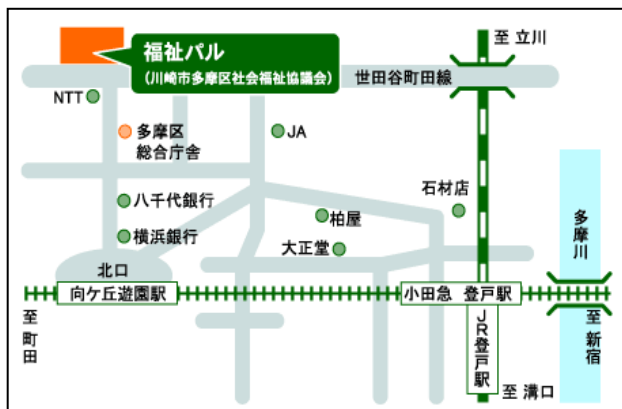 至 立川
福祉パル
(川崎市多摩区社会福祉協議会)
世田谷町田線
NTT
多摩区
総合庁舎
JA
八千代銀行
横浜銀行
柏屋
石材店
大正堂
多摩川
北口
向ケ丘遊園駅
小田急 登戸駅
至町田
JR登戸駅
至新宿
至 溝口